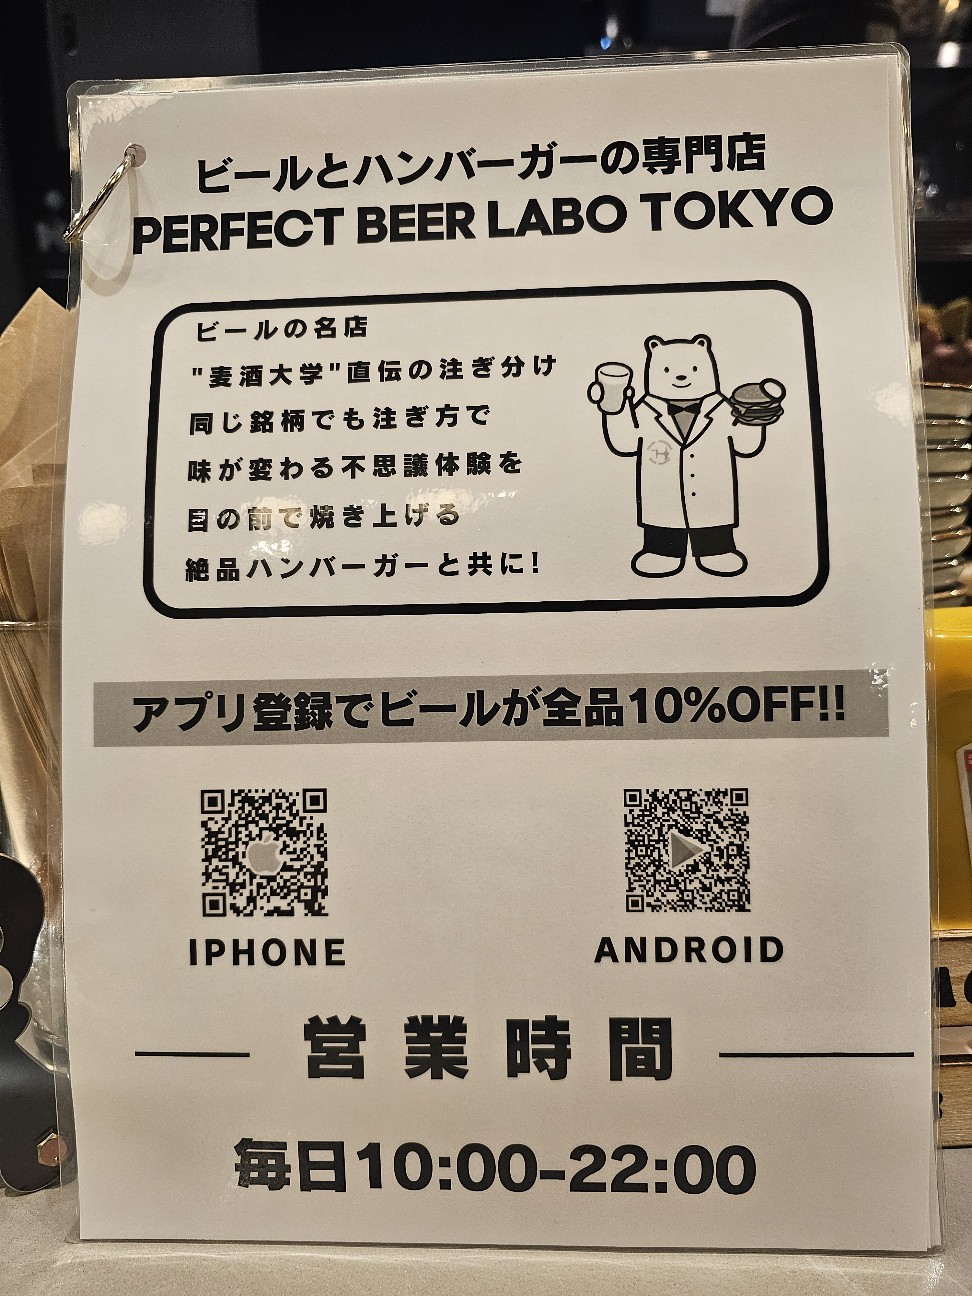 ビールとハンバーガーの専門店
PERFECT BEER LABO TOKYO
ビールの名店
"麦酒大学"直伝の注ぎ分け
同じ銘柄でも注ぎ方で
味が変わる不思議体験を
目の前で焼き上げる
絶品ハンバーガーと共に!
アプリ登録でビールが全品10%OFF!!
IPHONE
ANDROID
営業時間
毎日10:00-22:00